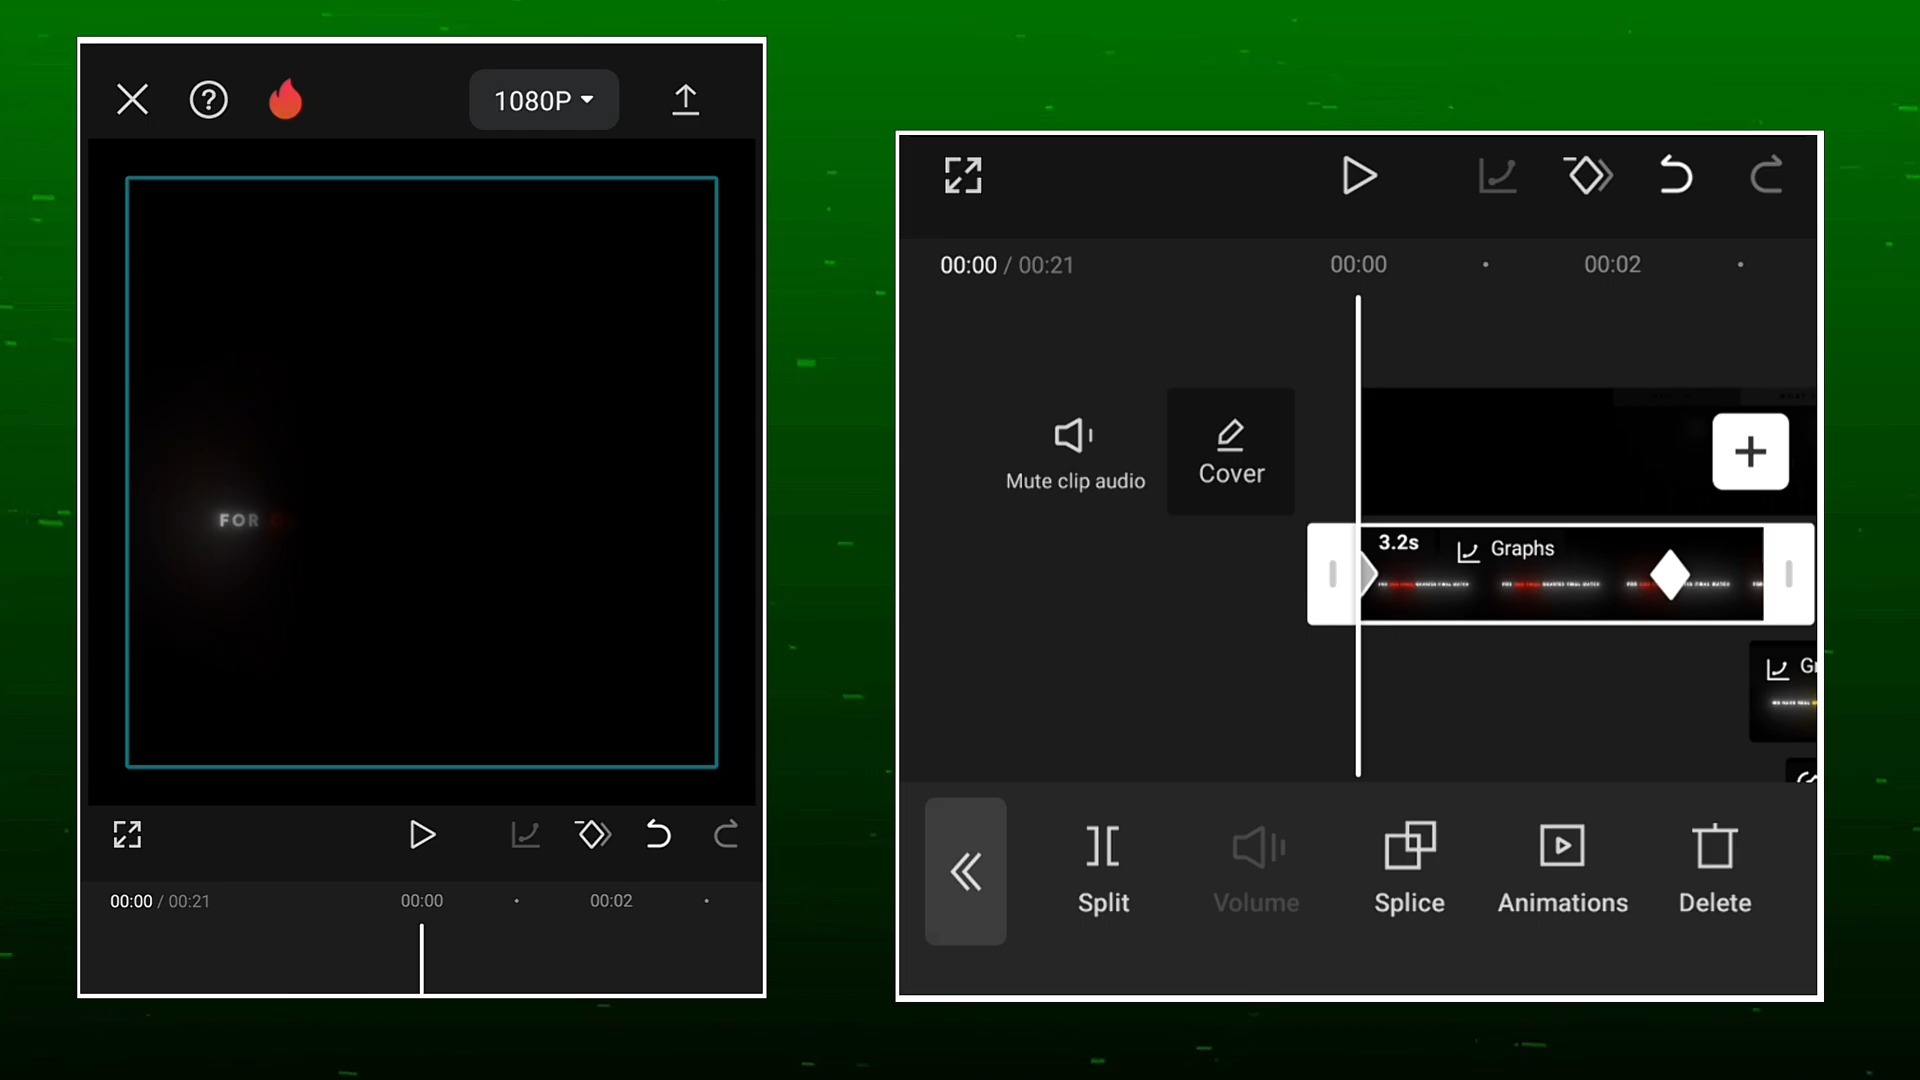 1080P
FOR
00:00 / 00:21
00:00
00:02
00:00 / 00:21
00:00
00:02
Mute clip audio
Cover
3.2s
Graphs
Split
Volume
Splice
Animations
Delete